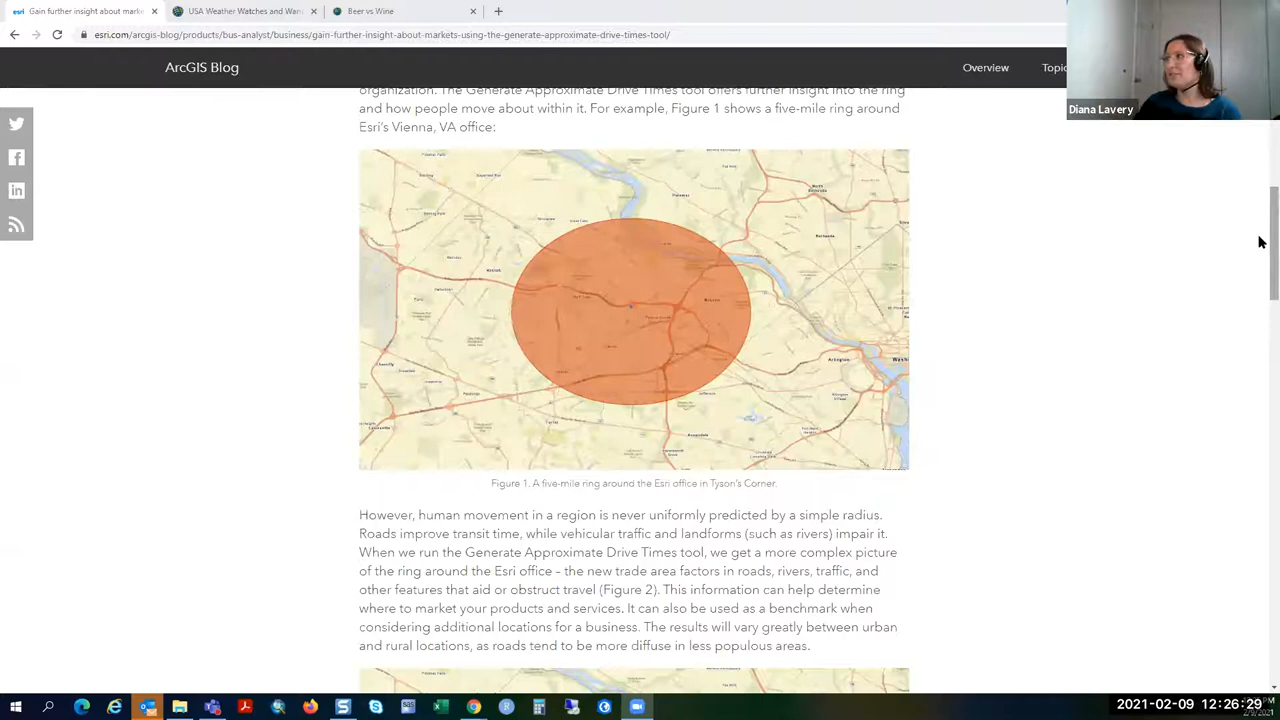 esri Gain further insight about mark
USA Weather Watches and Warn
Beer vs Wine
esri.com/arcgis-blog/products/bus-analyst/business/gain-further-insight-about-markets-using-the-generate-approximate-drive-times-tool/
ArcGIS Blog
Overview
Topic
Diana Lavery
organization. The Generate Approximate Drive Times tool offers further insight into the ring
and how people move about within it. For example, Figure 1 shows a five-mile ring around
Esri's Vienna, VA office:
Arlington
Wash
Figure 1. A five-mile ring around the Esri office in Tyson's Corner.
However, human movement in a region is never uniformly predicted by a simple radius.
Roads improve transit time, while vehicular traffic and landforms (such as rivers) impair it.
When we run the Generate Approximate Drive Times tool, we get a more complex picture
of the ring around the Esri office – the new trade area factors in roads, rivers, traffic, and
other features that aid or obstruct travel (Figure 2). This information can help determine
where to market your products and services. It can also be used as a benchmark when
considering additional locations for a business. The results will vary greatly between urban
and rural locations, as roads tend to be more diffuse in less populous areas.
2021-02-09 12:26:29